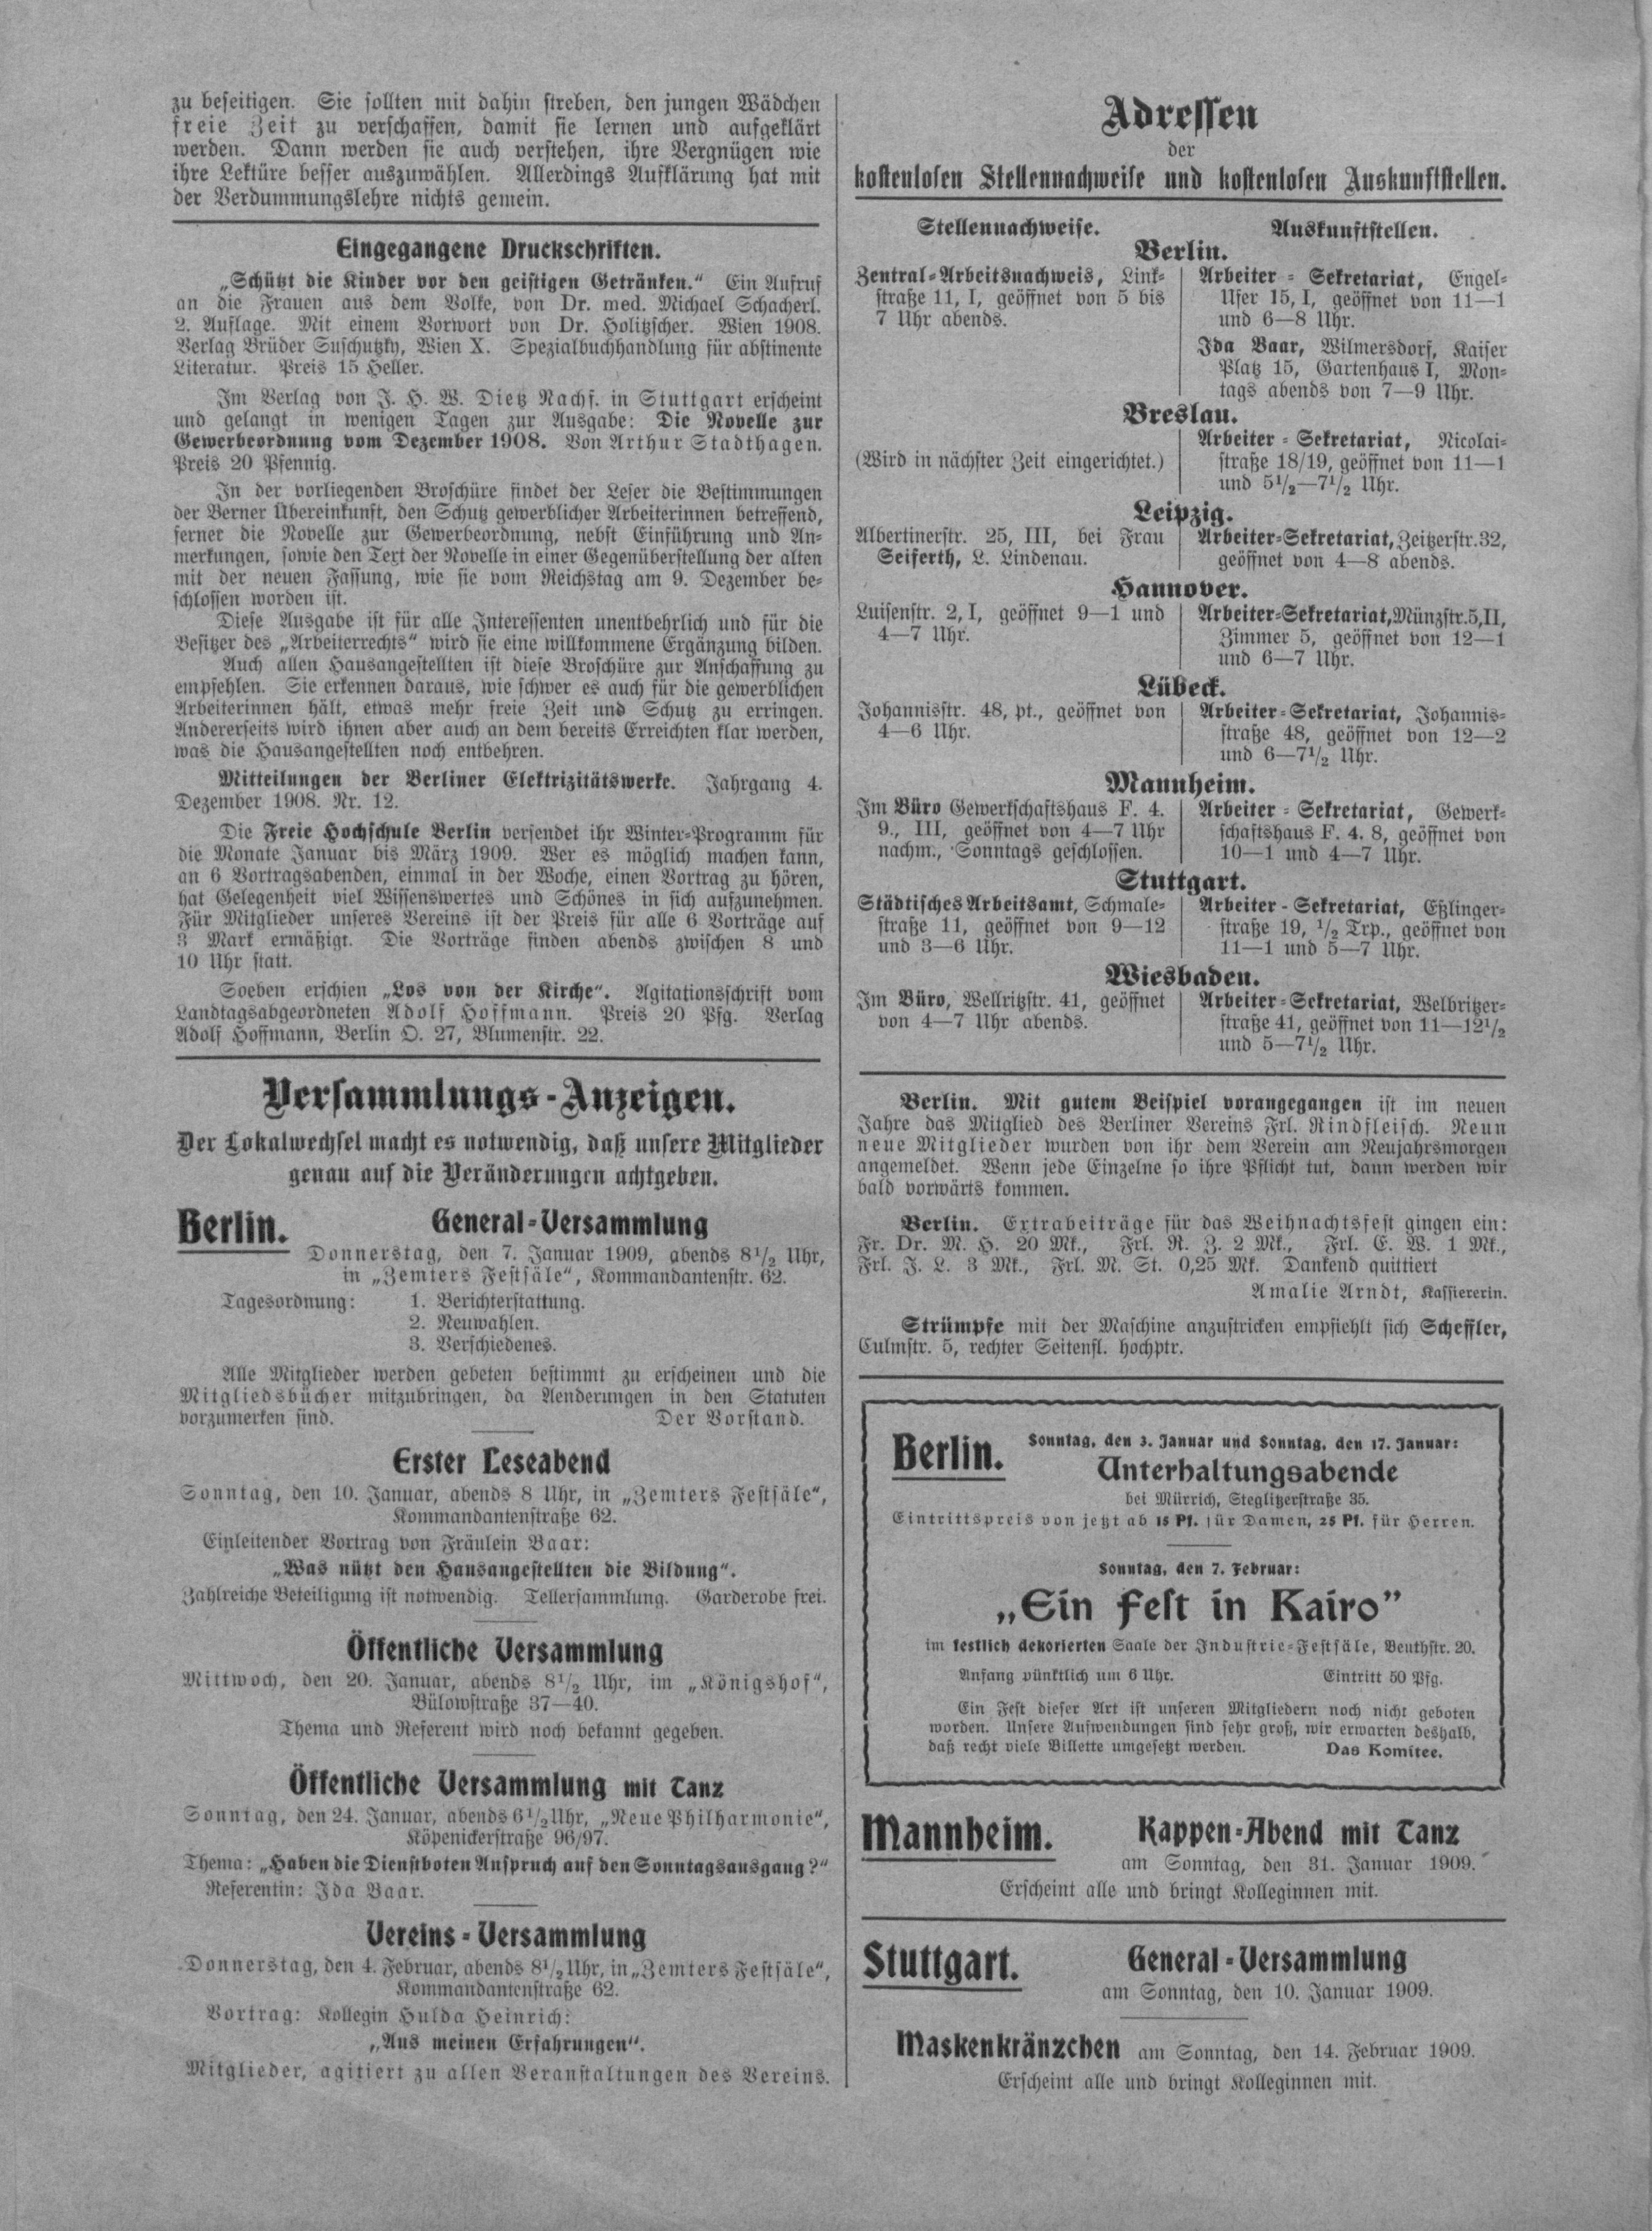 zu beseitigen. Sie sollten mit dahin streben, den jungen Mädchen
freie Zeit zu verschaffen, damit sie lernen und aufgeklärt
werden. Dann werden sie auch verstehen, ihre Vergnügen wie
ihre Lektüre besser auszuwählen. Allerdings Aufklärung hat mit
der Verdummungslehre nichts gemein.
Eingegangene Druckschriften.
„Schützt die Kinder vor den geistigen Getränken.“ Ein Aufruf
an die Frauen aus dem Volke, von Dr. med. Michael Schacherl.
2. Auflage. Mit einem Vorwort von Dr. Holitzscher. Wien 1908.
Verlag Brüder Suschutzky, Wien X. Spezialbuchhandlung für abstinente
Literatur. Preis 15 Heller.
Im Verlag von J. H. W. Dietz Nachf. in Stuttgart erscheint
und gelangt in wenigen Tagen zur Ausgabe: Die Novelle zur
Gewerbeordnung vom Dezember 1908. Von Arthur Stadthagen.
Preis 20 Pfennig.
In der vorliegenden Broschüre findet der Leser die Bestimmungen
der Berner Übereinkunft, den Schutz gewerblicher Arbeiterinnen betreffend,
ferner die Novelle zur Gewerbeordnung, nebst Einführung und An-
merkungen, sowie den Text der Novelle in einer Gegenüberstellung der alten
mit der neuen Fassung, wie sie vom Reichstag am 9. Dezember be-
schlossen worden ist.
Diese Ausgabe ist für alle Interessenten unentbehrlich und für die
Besitzer des „Arbeiterrechts“ wird sie eine willkommene Ergänzung bilden.
Auch allen Hausangestellten ist diese Broschüre zur Anschaffung zu
empfehlen. Sie erkennen daraus, wie schwer es auch für die gewerblichen
Arbeiterinnen hält, etwas mehr freie Zeit und Schutz zu erringen.
Andererseits wird ihnen aber auch an dem bereits Erreichten klar werden,
was die Hausangestellten noch entbehren.
Mitteilungen der Berliner Elektrizitätswerke. Jahrgang 4.
Dezember 1908. Nr. 12.
Die Freie Hochschule Berlin versendet ihr Winter-Programm für
die Monate Januar bis März 1909. Wer es möglich machen kann,
an 6 Vortragsabenden, einmal in der Woche, einen Vortrag zu hören,
hat Gelegenheit viel Wissenswertes und Schönes in sich aufzunehmen.
Für Mitglieder unseres Vereins ist der Preis für alle 6 Vorträge auf
3 Mark ermäßigt. Die Vorträge finden abends zwischen 8 und
10 Uhr statt.
Soeben erschien „Los von der Kirche“. Agitationsschrift vom
Landtagsabgeordneten Adolf Hoffmann. Preis 20 Pfg. Verlag
Adolf Hoffmann, Berlin O. 27, Blumenstr. 22.
Versammlungs-Anzeigen.
Der Lokalwechsel macht es notwendig, daß unsere Mitglieder
genau auf die Veränderungen achtgeben.
Berlin. General-Versammlung
Donnerstag, den 7. Januar 1909, abends 8½ Uhr,
in „Zemters Festsäle“, Kommandantenstr. 62.
Tagesordnung: 1. Berichterstattung.
2. Neuwahlen.
3. Verschiedenes.
Alle Mitglieder werden gebeten bestimmt zu erscheinen und die
Mitgliedsbücher mitzubringen, da Aenderungen in den Statuten
vorzumerken sind. Der Vorstand.
Erster Leseabend
Sonntag, den 10. Januar, abends 8 Uhr, in „Zemters Festsäle“,
Kommandantenstraße 62.
Einleitender Vortrag von Fräulein Baar:
„Was nützt den Hausangestellten die Bildung“.
Zahlreiche Beteiligung ist notwendig. Tellersammlung. Garderobe frei.
Öffentliche Versammlung
Mittwoch, den 20. Januar, abends 8½ Uhr, im „Königshof“,
Bülowstraße 37—40.
Thema und Referent wird noch bekannt gegeben.
Öffentliche Versammlung mit Tanz
Sonntag, den 24. Januar, abends 6½ Uhr, „Neue Philharmonie“,
Köpenickerstraße 96/97.
Thema: „Haben die Dienstboten Anspruch auf den Sonntagsausgang?“
Referentin: Ida Baar.
Vereins-Versammlung
Donnerstag, den 4. Februar, abends 8½ Uhr, in „Zemters Festsäle“,
Kommandantenstraße 62.
Vortrag: Kollegin Hulda Heinrich:
„Aus meinen Erfahrungen“.
Mitglieder, agitiert zu allen Veranstaltungen des Vereins.
Adressen
der
kostenlosen Stellennachweise und kostenlosen Auskunftstellen.
Stellennachweise. Auskunftstellen.
Berlin.
Zentral-Arbeitsnachweis, Link-
straße 11, I, geöffnet von 5 bis
7 Uhr abends.
Arbeiter-Sekretariat, Engel-
Ufer 15, I, geöffnet von 11—1
und 6—8 Uhr.
Ida Baar, Wilmersdorf, Kaiser
Platz 15, Gartenhaus I, Mon-
tags abends von 7—9 Uhr.
Breslau.
(Wird in nächster Zeit eingerichtet.)
Arbeiter-Sekretariat, Nicolai-
straße 18/19, geöffnet von 11—1
und 5½—7½ Uhr.
Leipzig.
Albertinerstr. 25, III, bei Frau
Seiferth, L. Lindenau.
Arbeiter-Sekretariat, Zeitzerstr. 32,
geöffnet von 4—8 abends.
Hannover.
Luisenstr. 2, I, geöffnet 9—1 und
4—7 Uhr.
Arbeiter-Sekretariat, Münzstr. 5, II,
Zimmer 5, geöffnet von 12—1
und 6—7 Uhr.
Lübeck.
Johannisstr. 48, pt., geöffnet von
4—6 Uhr.
Arbeiter-Sekretariat, Johannis-
straße 48, geöffnet von 12—2
und 6—7½ Uhr.
Mannheim.
Im Büro Gewerkschaftshaus F. 4.
9., III, geöffnet von 4—7 Uhr
nachm., Sonntags geschlossen.
Arbeiter-Sekretariat, Gewerk-
schaftshaus F. 4. 8, geöffnet von
10—1 und 4—7 Uhr.
Stuttgart.
Städtisches Arbeitsamt, Schmale-
straße 11, geöffnet von 9—12
und 3—6 Uhr.
Arbeiter-Sekretariat, Eßlinger-
straße 19, ½ Trp., geöffnet von
11—1 und 5—7 Uhr.
Wiesbaden.
Im Büro, Wellritzstr. 41, geöffnet
von 4—7 Uhr abends.
Arbeiter-Sekretariat, Welbritzer-
straße 41, geöffnet von 11—12½
und 5—7½ Uhr.
Berlin. Mit gutem Beispiel vorangegangen ist im neuen
Jahre das Mitglied des Berliner Vereins Frl. Rindfleisch. Neun
neue Mitglieder wurden von ihr dem Verein am Neujahrsmorgen
angemeldet. Wenn jede Einzelne so ihre Pflicht tut, dann werden wir
bald vorwärts kommen.
Berlin. Extrabeiträge für das Weihnachtsfest gingen ein:
Fr. Dr. M. H. 20 Mk., Frl. R. Z. 2 Mk., Frl. E. W. 1 Mk.,
Frl. J. L. 3 Mk., Frl. M. St. 0,25 Mk. Dankend quittiert
Amalie Arndt, Kassiererin.
Strümpfe mit der Maschine anzustricken empfiehlt sich Scheffler,
Culmstr. 5, rechter Seitenfl. hochptr.
Berlin. Sonntag, den 3. Januar und Sonntag, den 17. Januar:
Unterhaltungsabende
bei Mürrich, Steglitzerstraße 35.
Eintrittspreis von jetzt ab 15 Pf. für Damen, 25 Pf. für Herren.
Sonntag, den 7. Februar:
„Ein Fest in Kairo”
im festlich dekorierten Saale der Industrie-Festsäle, Beuthstr. 20.
Anfang pünktlich um 6 Uhr. Eintritt 50 Pfg.
Ein Fest dieser Art ist unseren Mitgliedern noch nicht geboten
worden. Unsere Aufwendungen sind sehr groß, wir erwarten deshalb,
daß recht viele Billette umgesetzt werden. Das Komitee.
Mannheim. Kappen-Abend mit Tanz
am Sonntag, den 31. Januar 1909.
Erscheint alle und bringt Kolleginnen mit.
Stuttgart. General-Versammlung
am Sonntag, den 10. Januar 1909.
Maskenkränzchen am Sonntag, den 14. Februar 1909.
Erscheint alle und bringt Kolleginnen mit.